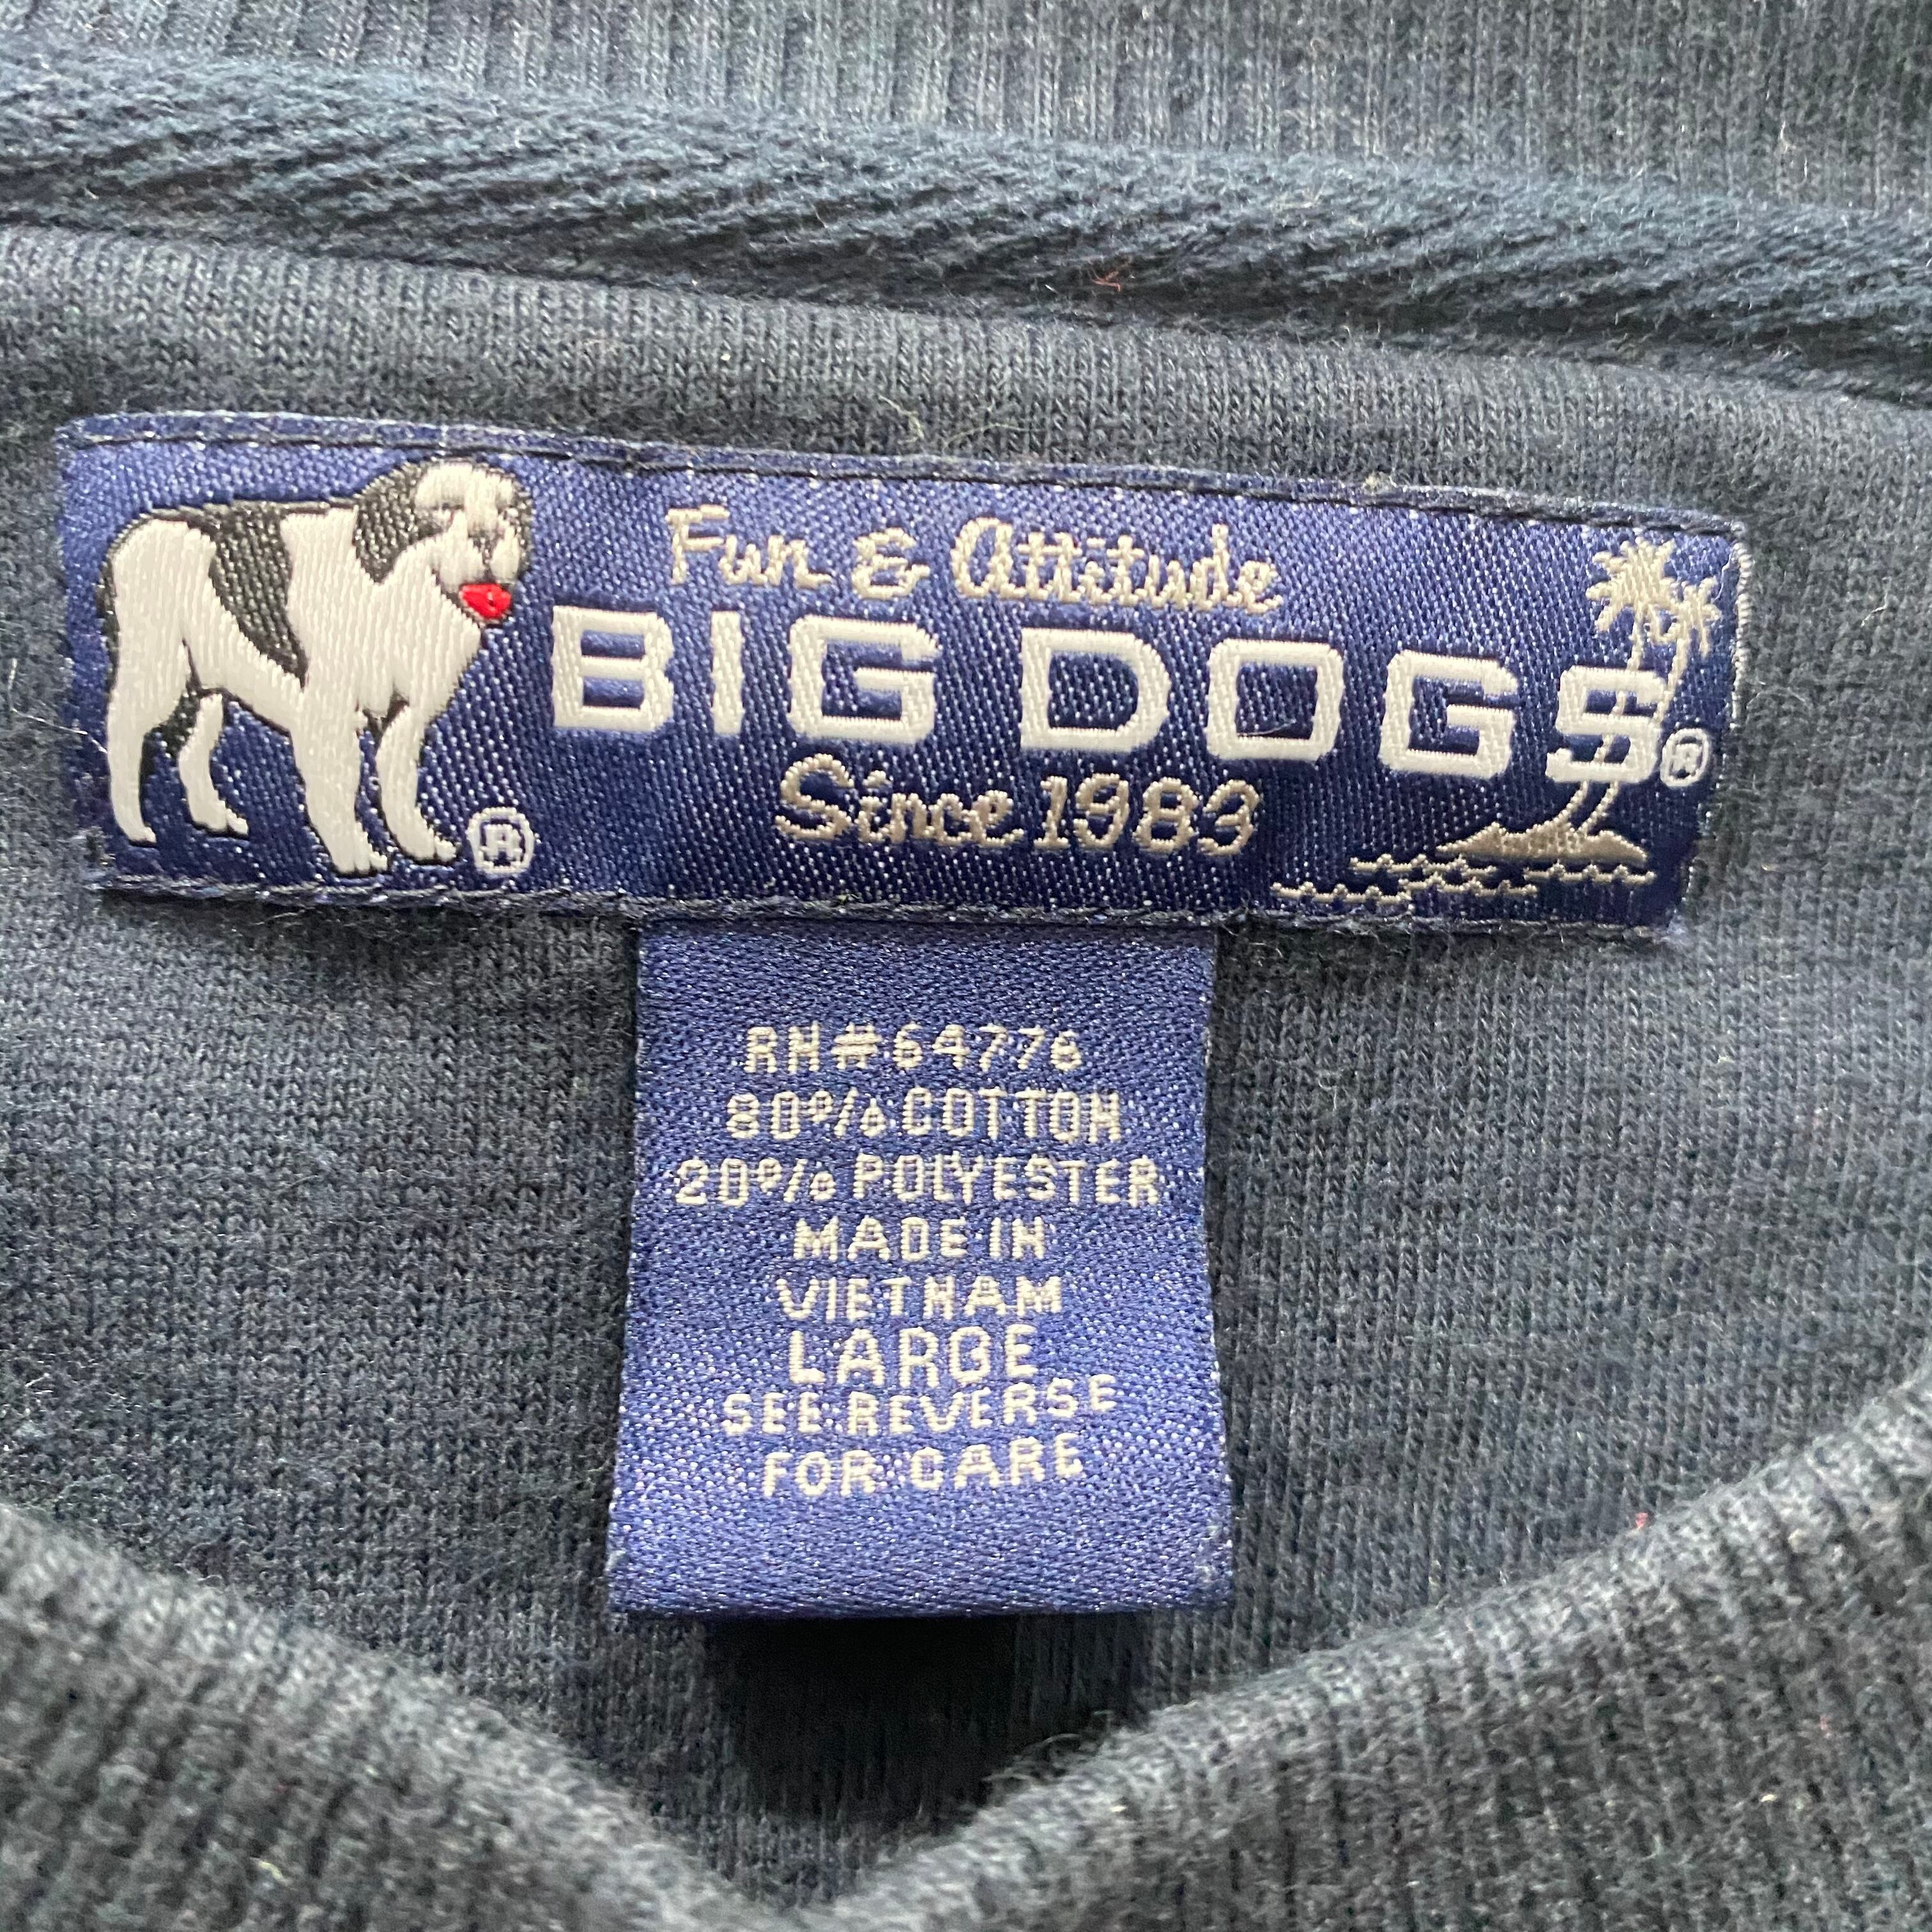 Fun & Attitude
BIG DOGS®
Since 1983
®
RN#64776
80% COTTON
20% POLYESTER
MADE IN
VIETNAM
LARGE
SEE REVERSE
FOR CARE